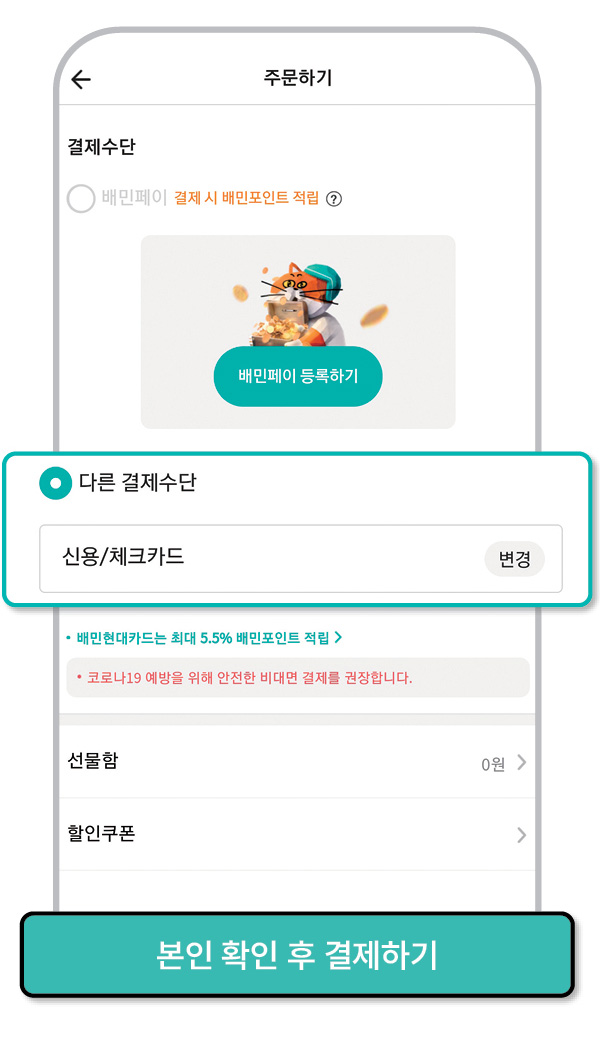 주문하기
결제수단
배민페이 결제 시 배민포인트 적립 ?
배민페이 등록하기
다른 결제수단
신용/체크카드 변경
• 배민현대카드는 최대 5.5% 배민포인트 적립 >
• 코로나19 예방을 위해 안전한 비대면 결제를 권장합니다.
선물함 0원 >
할인쿠폰 >
본인 확인 후 결제하기